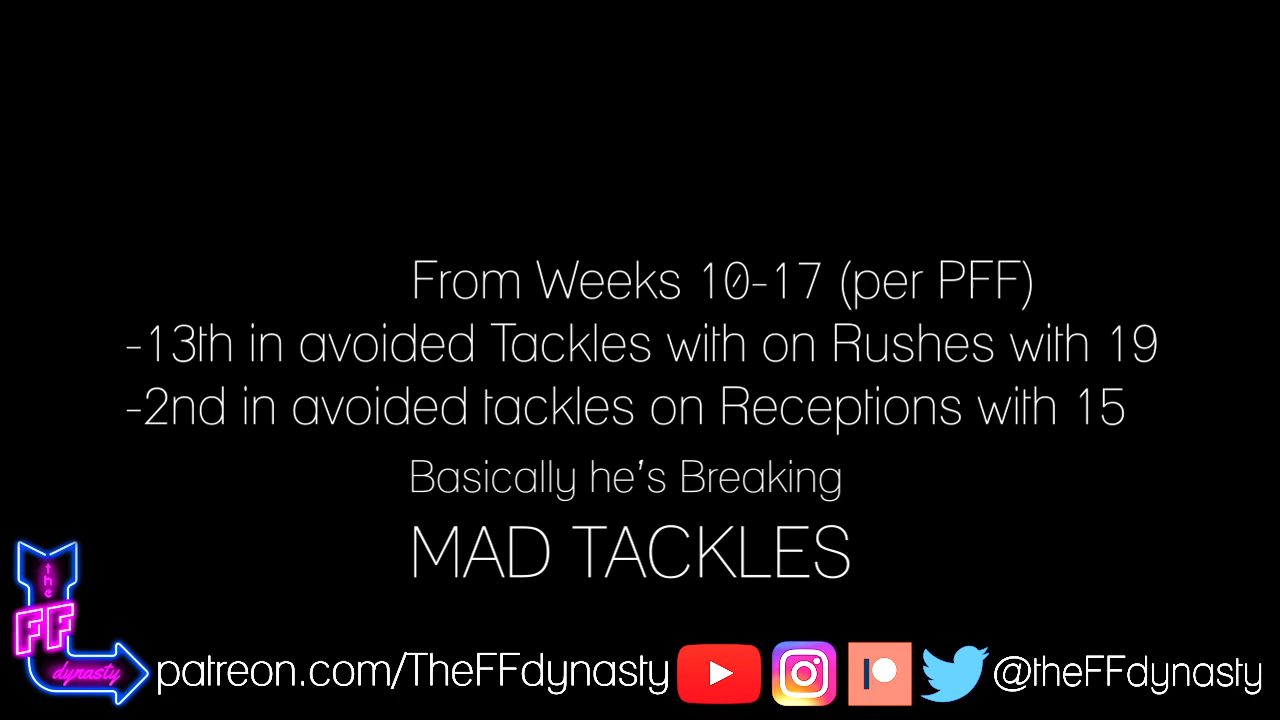 From Weeks 10-17 (per PFF)
-13th in avoided Tackles with on Rushes with 19
-2nd in avoided tackles on Receptions with 15
Basically he's Breaking
MAD TACKLES
the
FF
dynasty
patreon.com/TheFFdynasty
@theFFdynasty